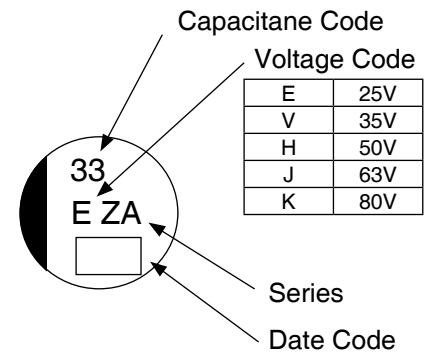 Capacitane Code
Voltage Code
E 25V
V 35V
H 50V
J 63V
K 80V
33
E ZA
Series
Date Code